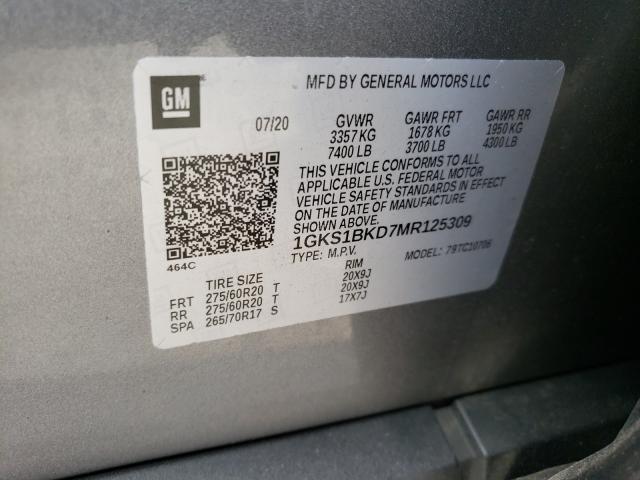 GM
MFD BY GENERAL MOTORS LLC
07/20 GVWR GAWR FRT GAWR RR
3357 KG 1678 KG 1950 KG
7400 LB 3700 LB 4300 LB
THIS VEHICLE CONFORMS TO ALL
APPLICABLE U.S. FEDERAL MOTOR
VEHICLE SAFETY STANDARDS IN EFFECT
ON THE DATE OF MANUFACTURE
SHOWN ABOVE.
1GKS1BKD7MR125309
TYPE: M.P.V. MODEL: 79TC10706
464C
TIRE SIZE RIM
FRT 275/60R20 T 20X9J
RR 275/60R20 T 20X9J
SPA 265/70R17 S 17X7J